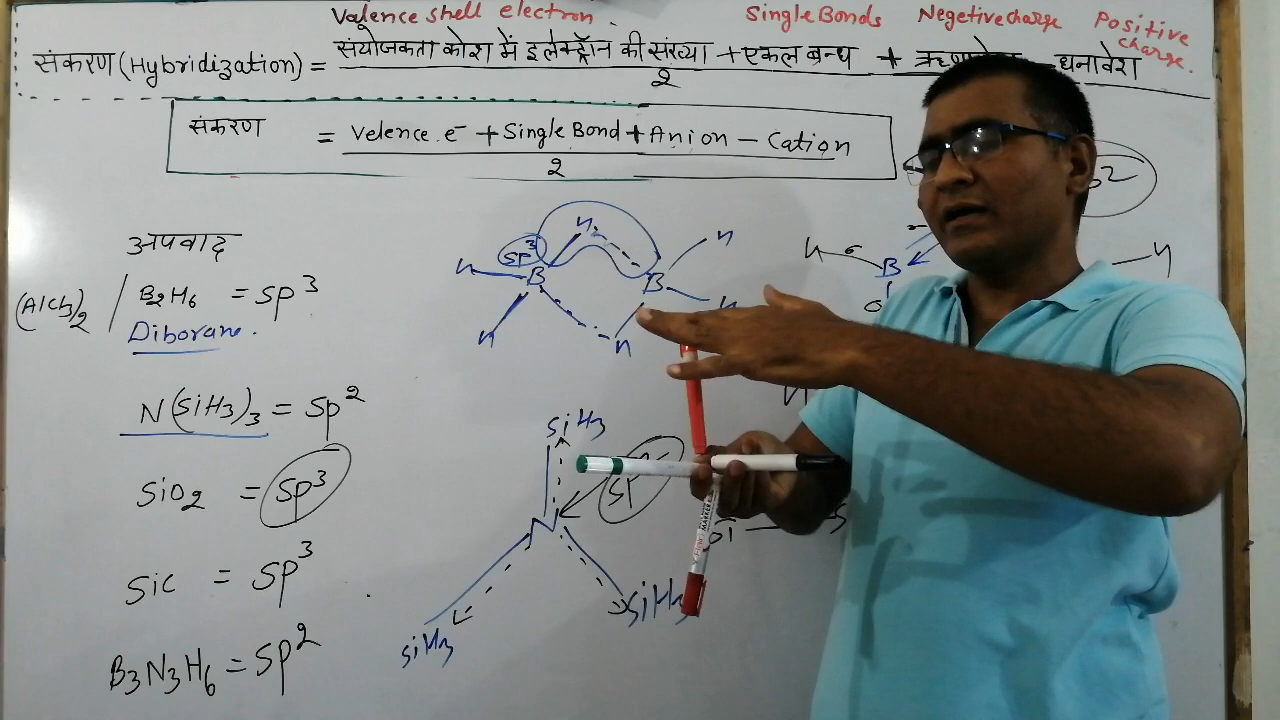 Valence shell electron. Single Bonds Negetive charge Positive charge.
संकरण (Hybridization) = संयोजकता कोश में इलेक्ट्रॉन की संख्या + एकल बन्ध + - धनावेश
2
संकरण = Velence. e- + Single Bond + Anion - Cation
2
अपवाद
(AlCl3)2 / B2H6 = SP3
Diborane.
N(SiH3)3 = SP2
SiO2 = SP3
Sic = SP3
B3N3H6 = SP2
SP3
H
H B B H
H
H H
SiH3
SP
N
SiH3 SiH3
H σ B
H
MARKER